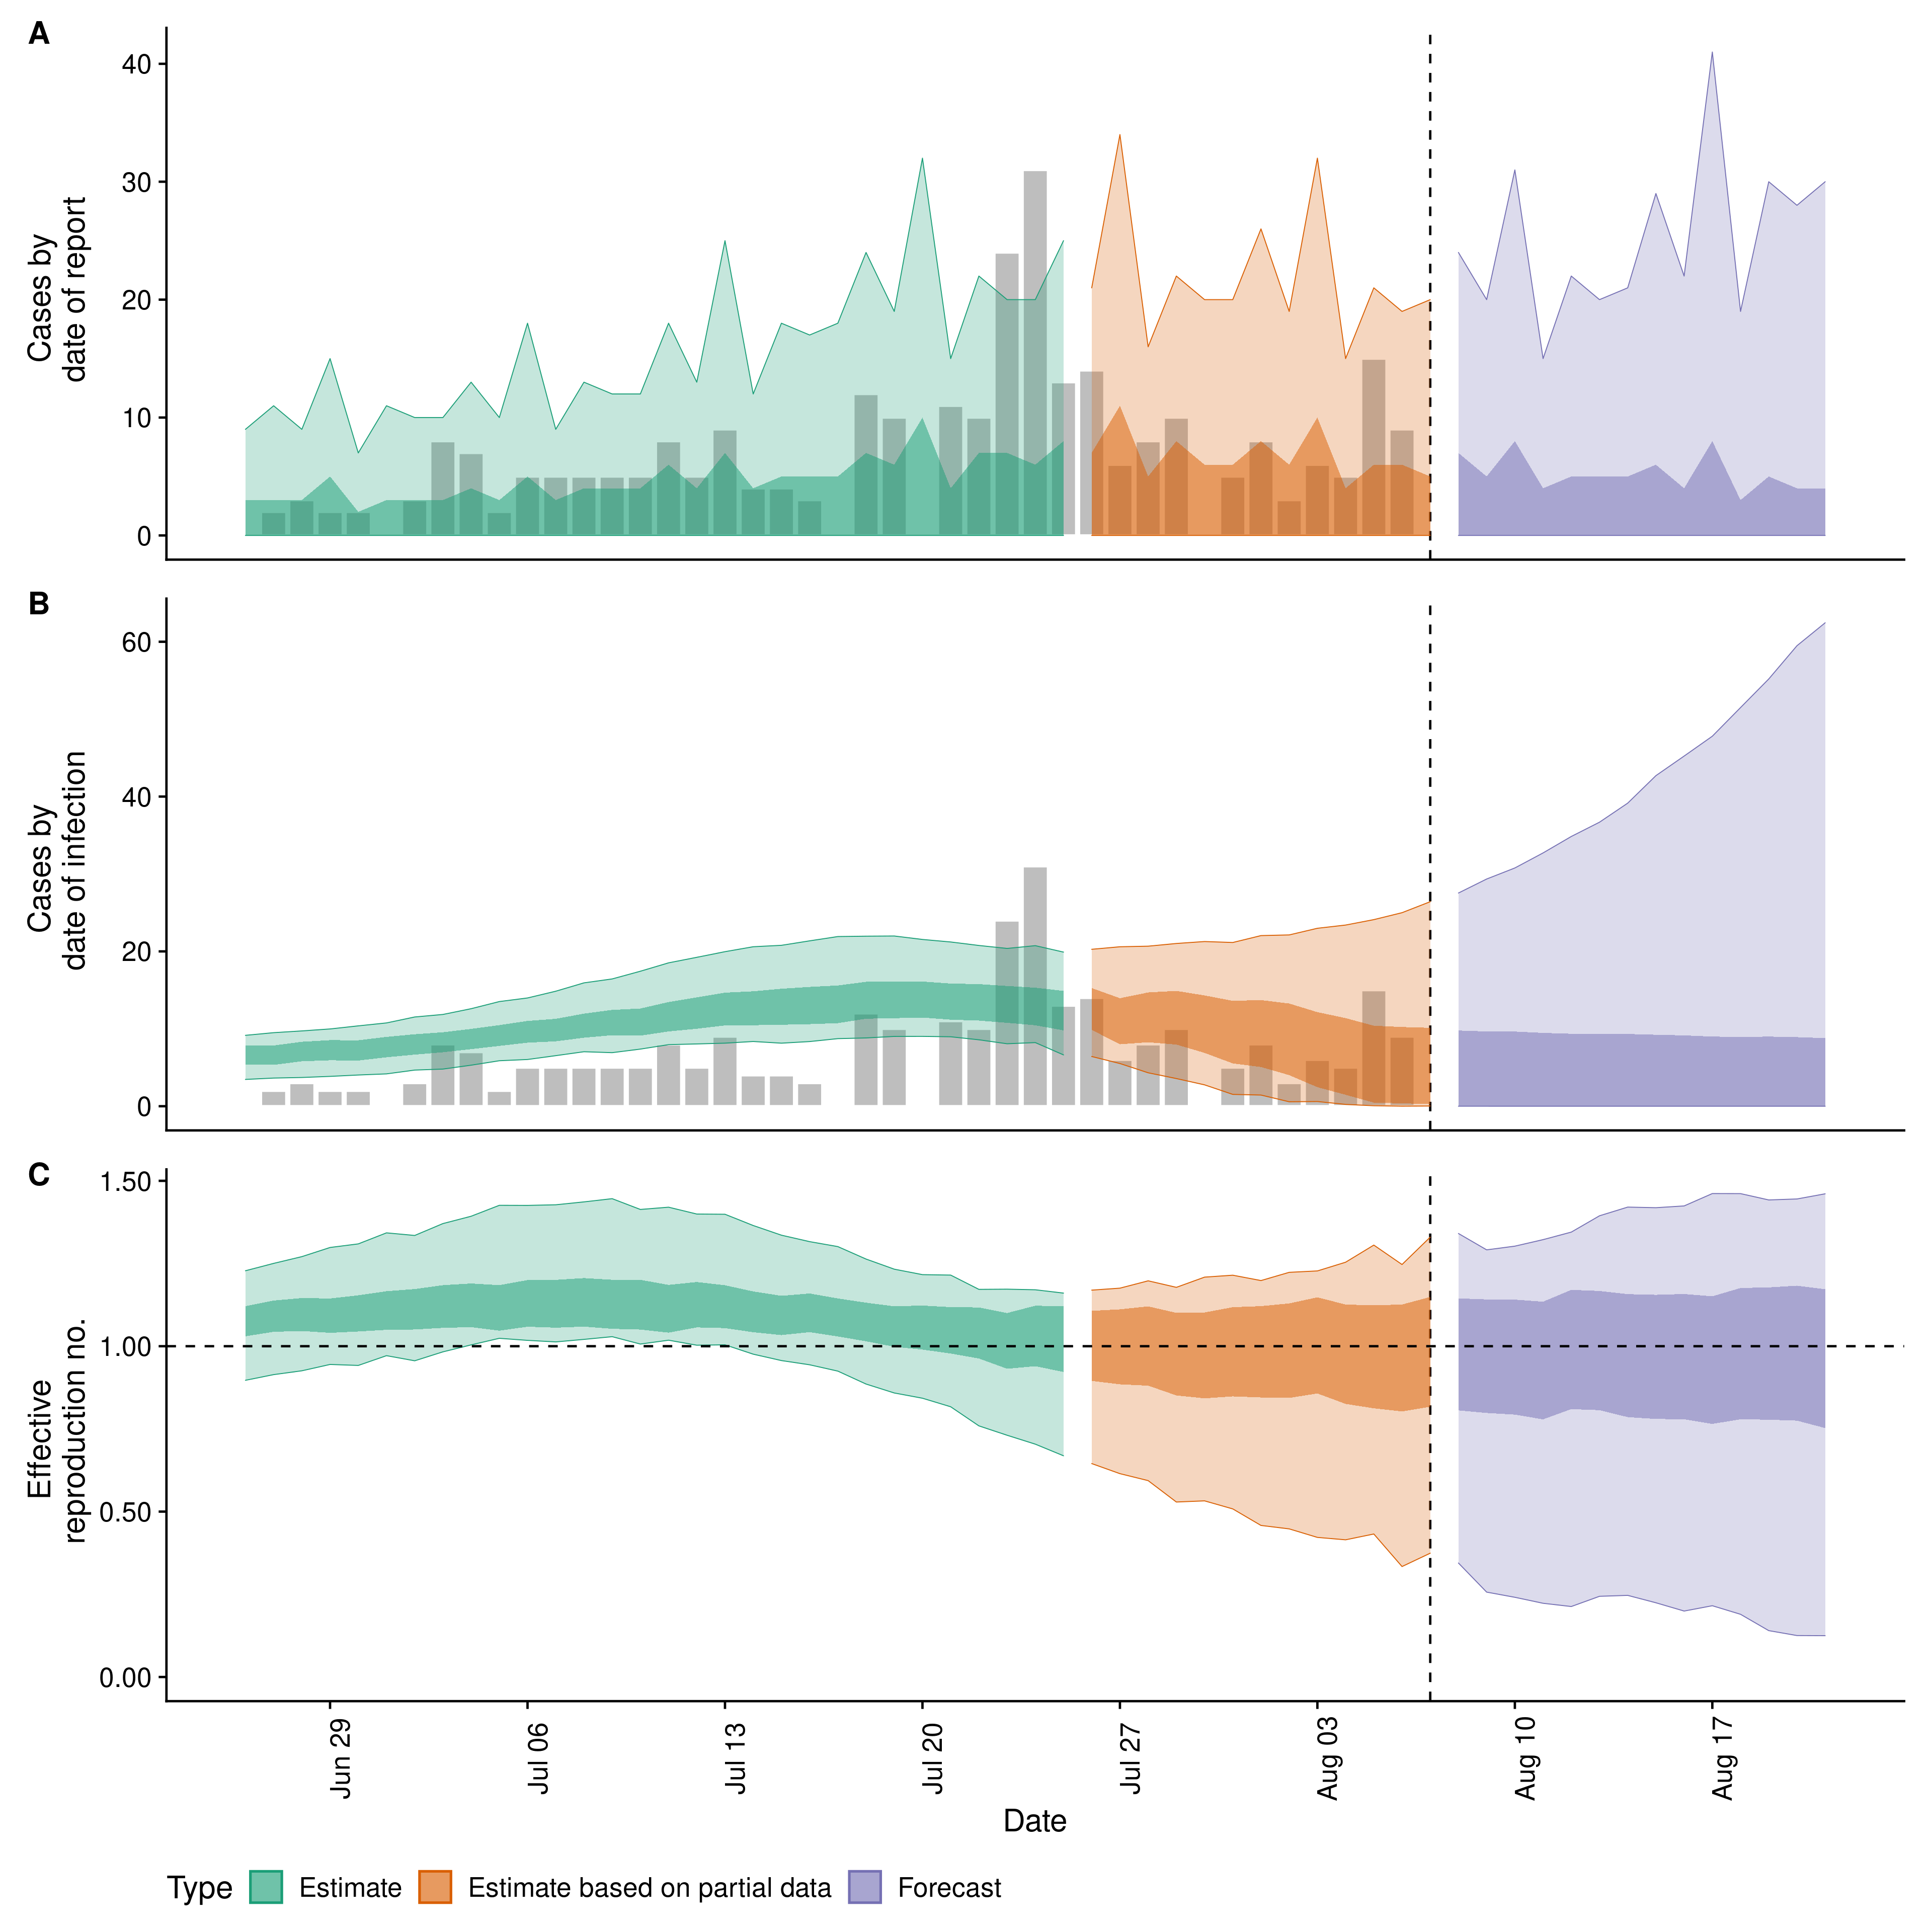 A
Cases by
date of report
40
30
20
10
0
B
Cases by
date of infection
60
40
20
0
C
Effective
reproduction no.
1.50
1.00
0.50
0.00
Jun 29
Jul 06
Jul 13
Jul 20
Jul 27
Aug 03
Aug 10
Aug 17
Date
Type
Estimate
Estimate based on partial data
Forecast